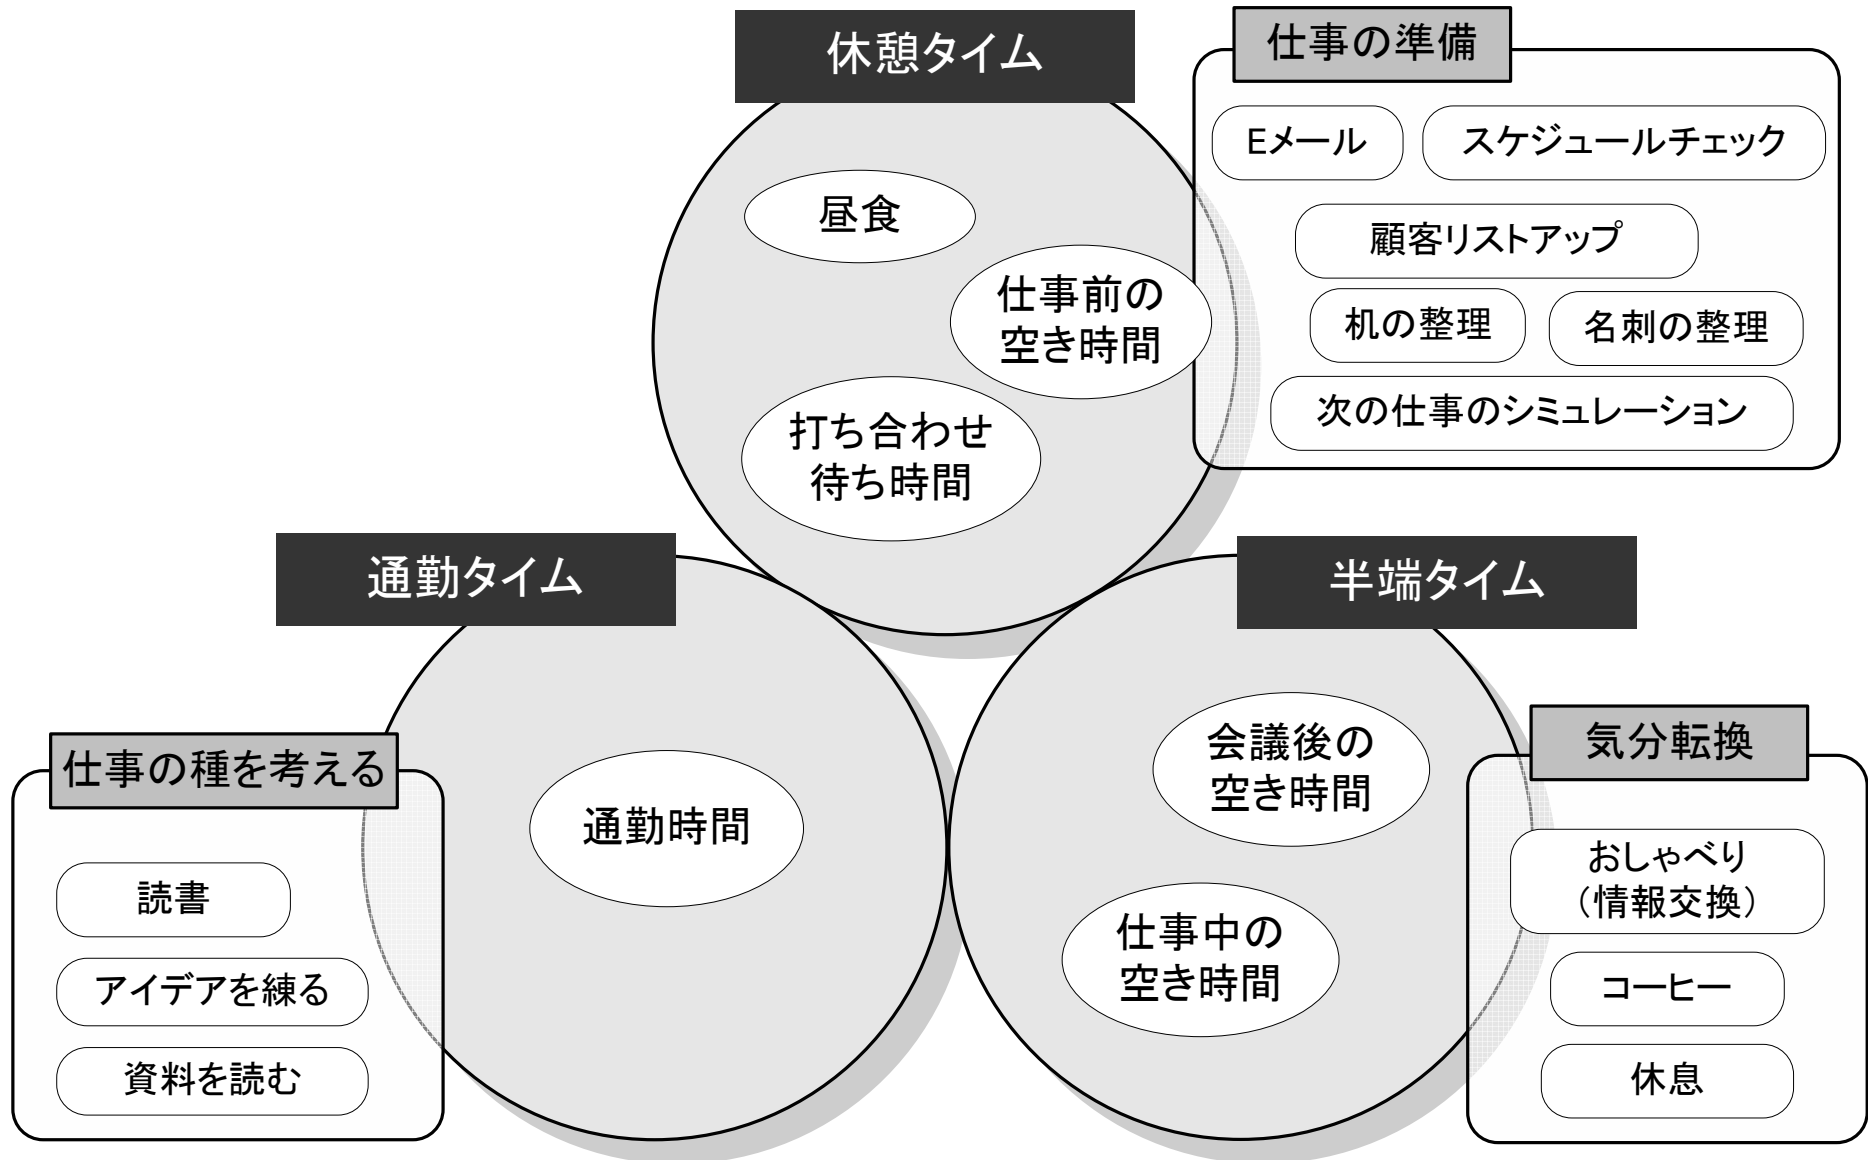 休憩タイム
昼食
仕事前の
空き時間
打ち合わせ
待ち時間
仕事の準備
Eメール
スケジュールチェック
顧客リストアップ
机の整理
名刺の整理
次の仕事のシミュレーション
通勤タイム
通勤時間
仕事の種を考える
読書
アイデアを練る
資料を読む
半端タイム
会議後の
空き時間
仕事中の
空き時間
気分転換
おしゃべり
（情報交換）
コーヒー
休息